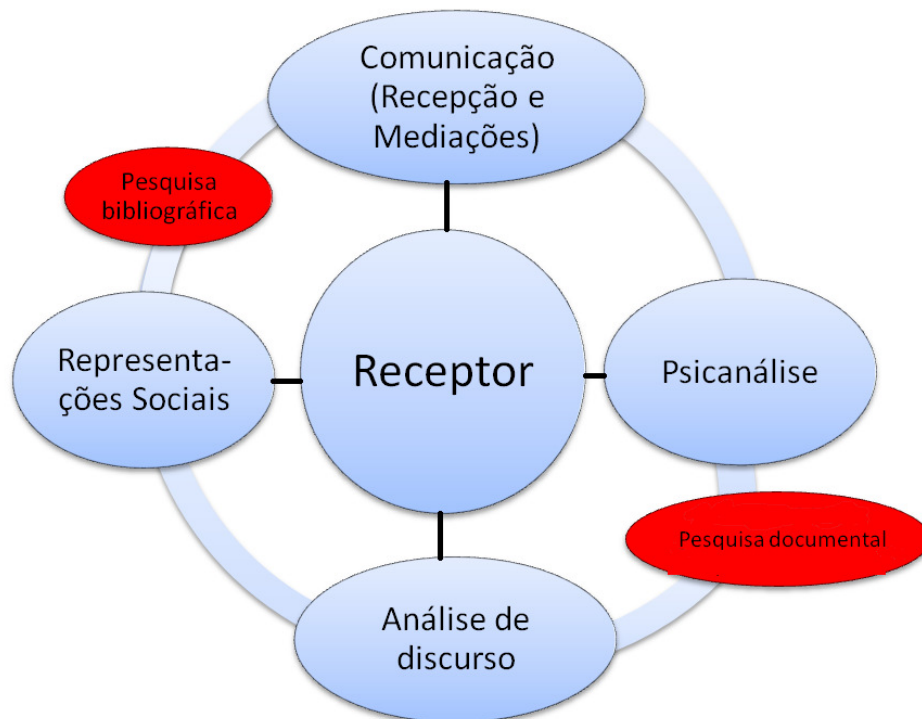 Comunicação
(Recepção e
Mediações)
Pesquisa
bibliográfica
Representa-
ções Sociais
Receptor
Psicanálise
Pesquisa documental
Análise de
discurso